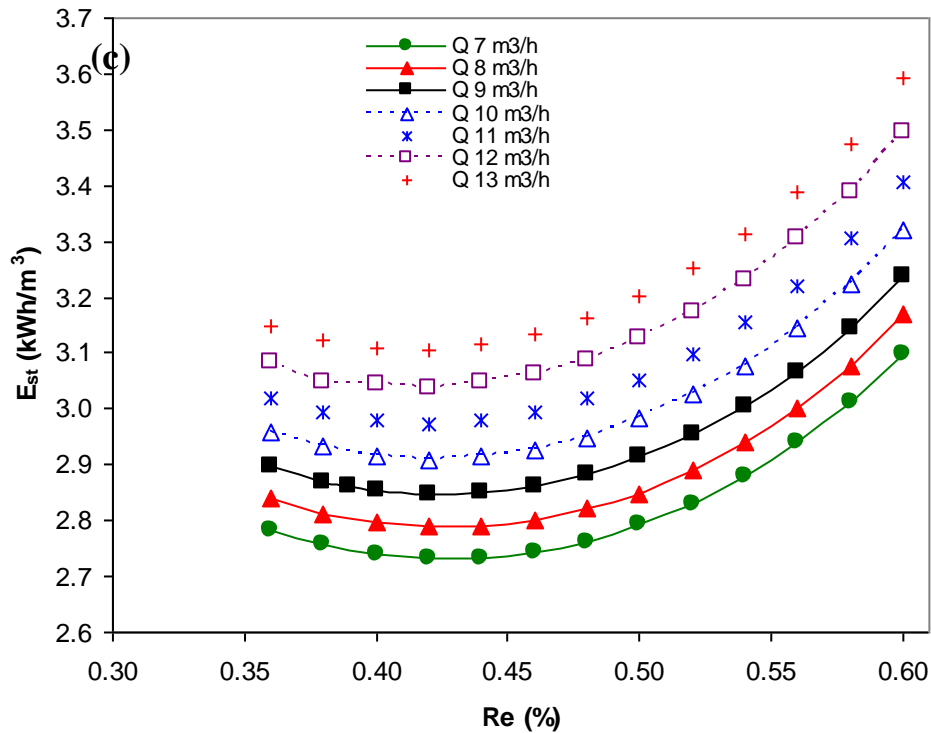 (c)
Q 7 m3/h
Q 8 m3/h
Q 9 m3/h
Q 10 m3/h
Q 11 m3/h
Q 12 m3/h
Q 13 m3/h
E_st (kWh/m³)
3.7
3.6
3.5
3.4
3.3
3.2
3.1
3.0
2.9
2.8
2.7
2.6
0.30
0.35
0.40
0.45
0.50
0.55
0.60
Re (%)